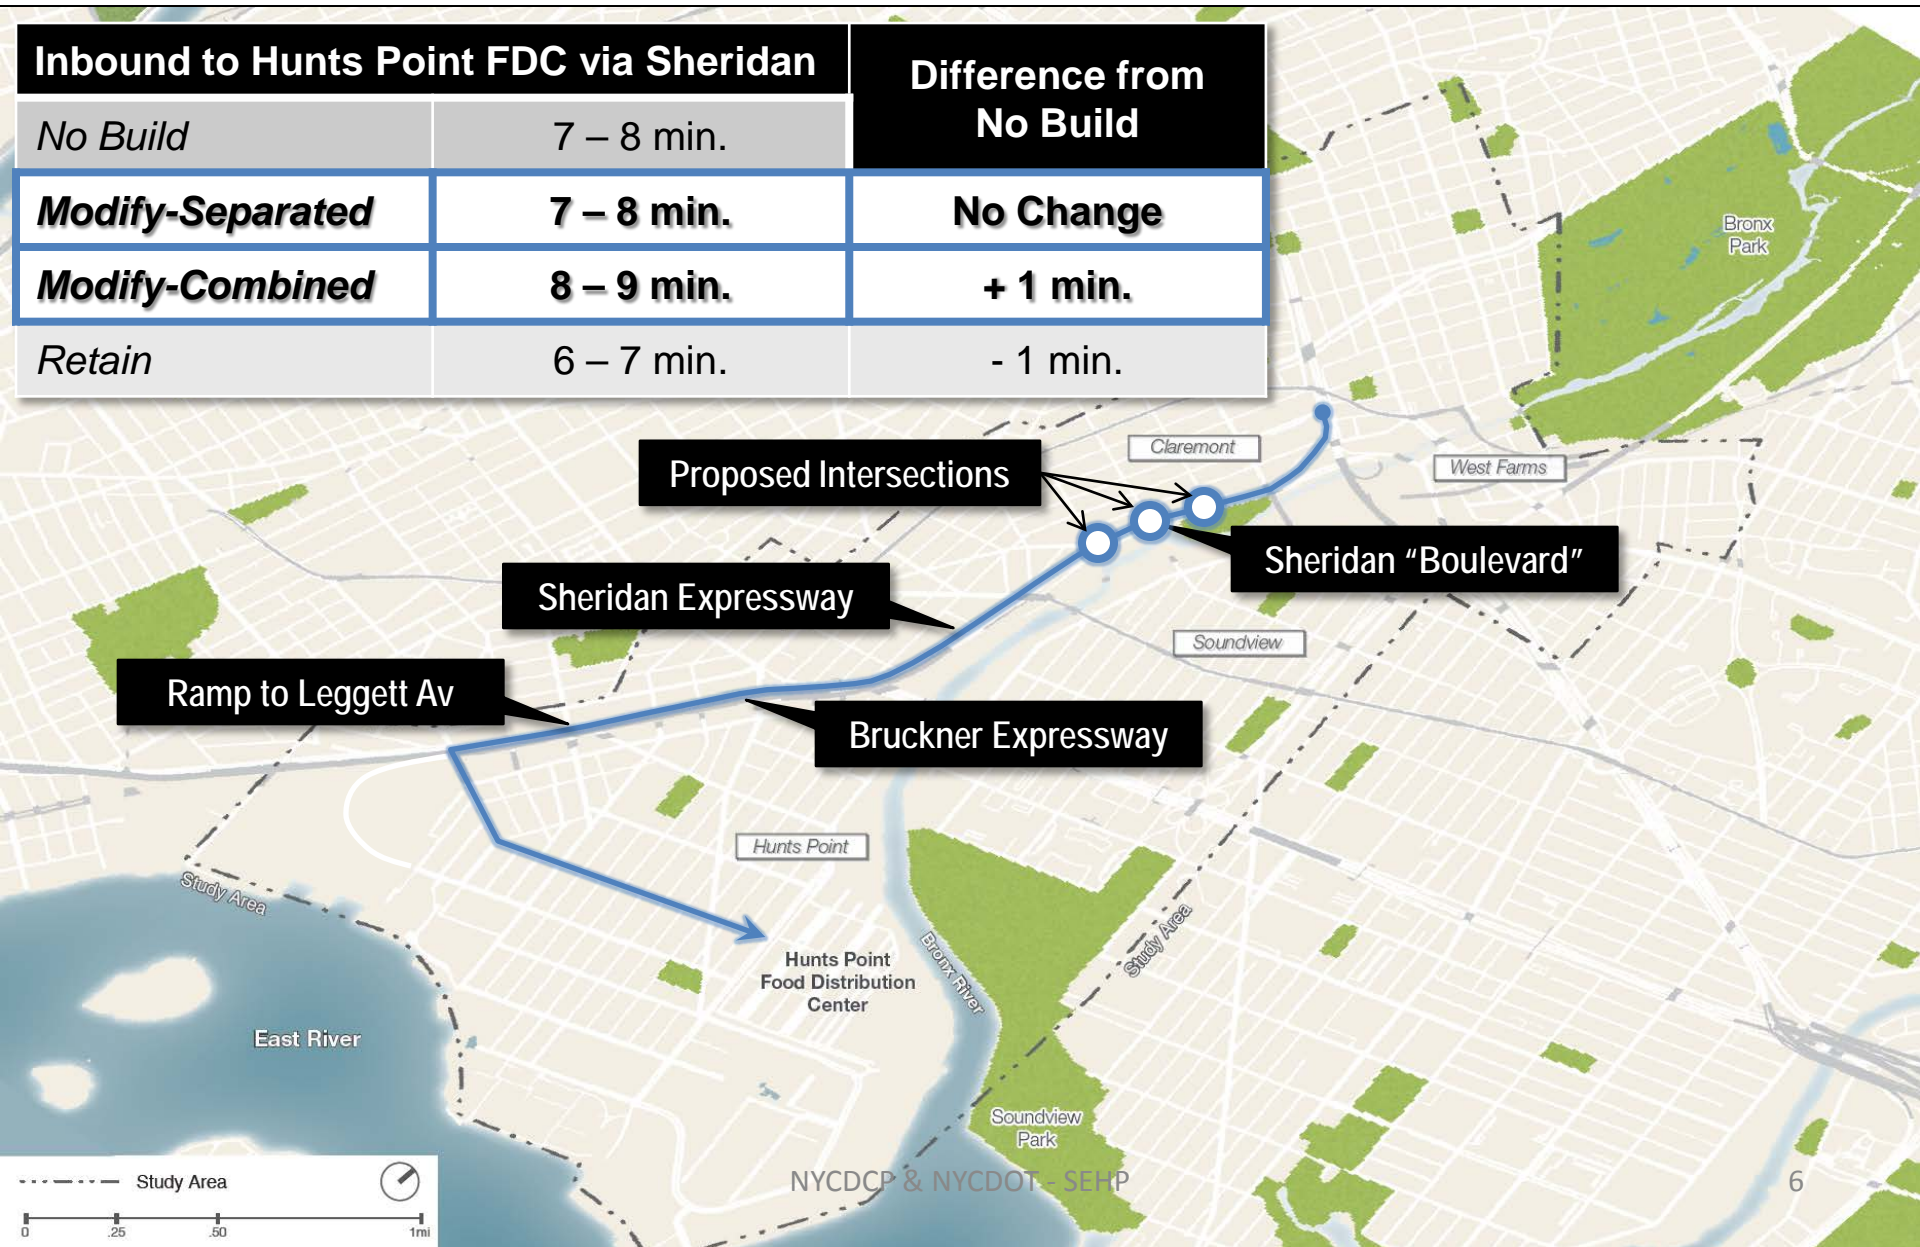 Inbound to Hunts Point FDC via Sheridan
Difference from
No Build
No Build
7 – 8 min.
Modify-Separated
7 – 8 min.
No Change
Modify-Combined
8 – 9 min.
+ 1 min.
Retain
6 – 7 min.
- 1 min.
Bronx
Park
Claremont
West Farms
Proposed Intersections
Sheridan “Boulevard”
Sheridan Expressway
Soundview
Ramp to Leggett Av
Bruckner Expressway
Hunts Point
Study Area
Study Area
Bronx River
Hunts Point
Food Distribution
Center
East River
Soundview
Park
Study Area
0 .25 .50 1mi
NYCDCP & NYCDOT - SEHP
6